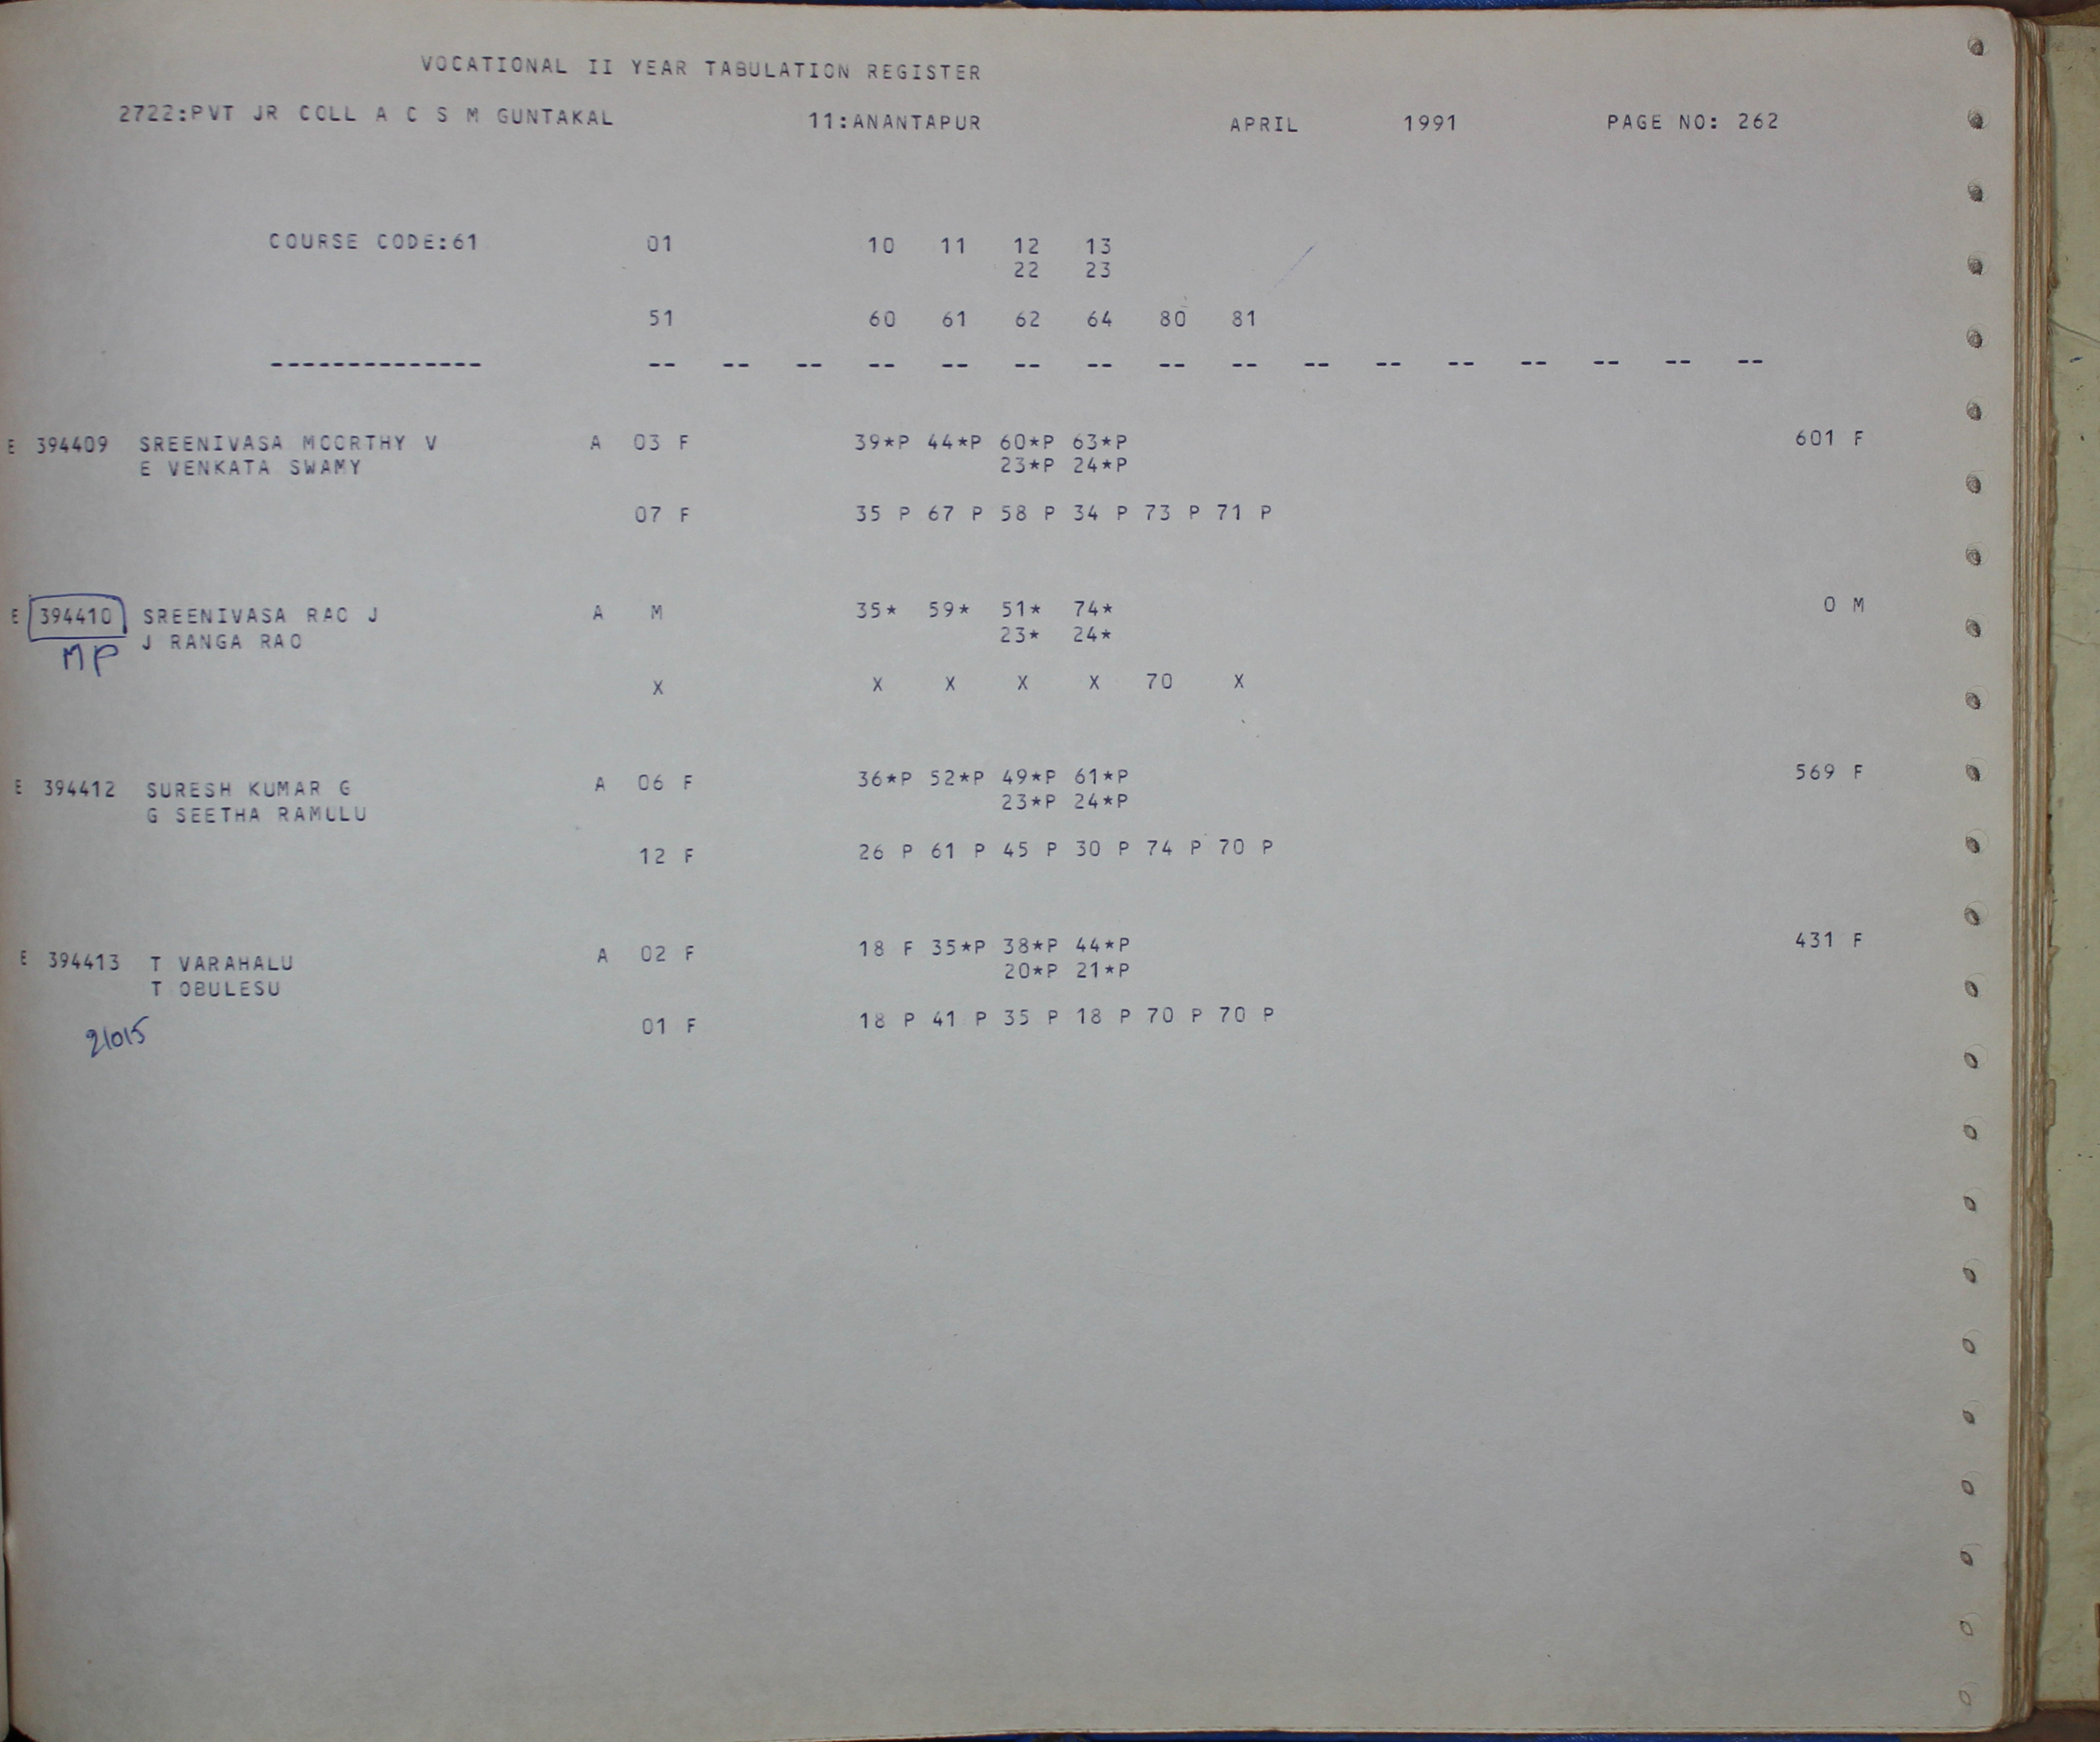 VOCATIONAL II YEAR TABULATION REGISTER
2722:PVT JR COLL A C S M GUNTAKAL 11:ANANTAPUR APRIL 1991 PAGE NO: 262
COURSE CODE:61 01 10 11 12 13
22 23
51 60 61 62 64 80 81
-------------- -- -- -- -- -- -- -- -- -- -- -- -- -- -- -- --
E 394409 SREENIVASA MOORTHY V A 03 F 39*P 44*P 60*P 63*P 601 F
E VENKATA SWAMY 23*P 24*P
07 F 35 P 67 P 58 P 34 P 73 P 71 P
E 394410 SREENIVASA RAO J A M 35* 59* 51* 74* 0 M
MP J RANGA RAO 23* 24*
X X X X X 70 X
E 394412 SURESH KUMAR G A 06 F 36*P 52*P 49*P 61*P 569 F
G SEETHA RAMULU 23*P 24*P
12 F 26 P 61 P 45 P 30 P 74 P 70 P
E 394413 T VARAHALU A 02 F 18 F 35*P 38*P 44*P 431 F
T OBULESU 20*P 21*P
01 F 18 P 41 P 35 P 18 P 70 P 70 P